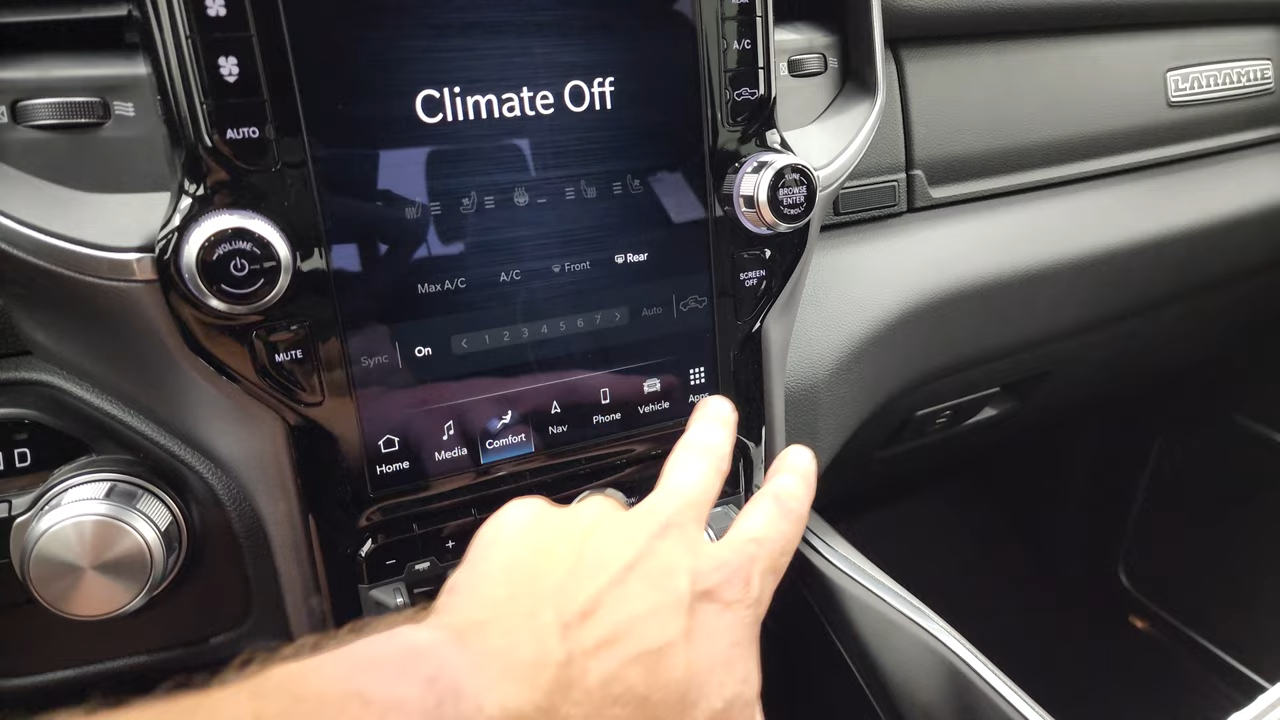 Climate Off
AUTO
A/C
LARAMIE
VOLUME
TUNE
BROWSE
ENTER
SCROLL
SCREEN
OFF
Max A/C
A/C
Front
Rear
MUTE
Sync
On
< 1 2 3 4 5 6 7 >
Auto
Home
Media
Comfort
Nav
Phone
Vehicle
Apps
D